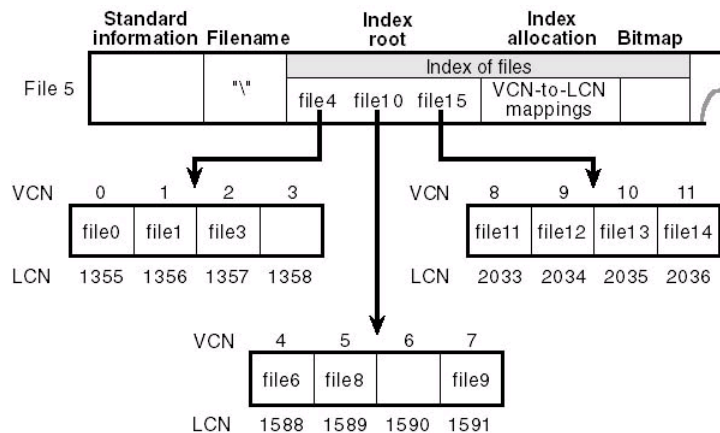 Standard information Filename Index root Index allocation Bitmap
Index of files
File 5 "\" file4 file10 file15 VCN-to-LCN mappings
VCN 0 1 2 3
file0 file1 file3
LCN 1355 1356 1357 1358
VCN 8 9 10 11
file11 file12 file13 file14
LCN 2033 2034 2035 2036
VCN 4 5 6 7
file6 file8 file9
LCN 1588 1589 1590 1591